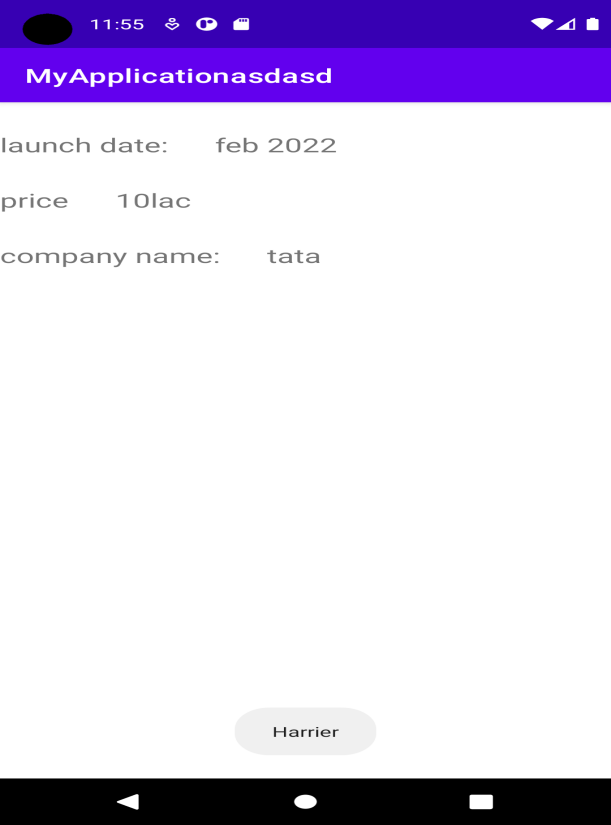 11:55
MyApplicationasdasd
launch date: feb 2022
price 10lac
company name: tata
Harrier